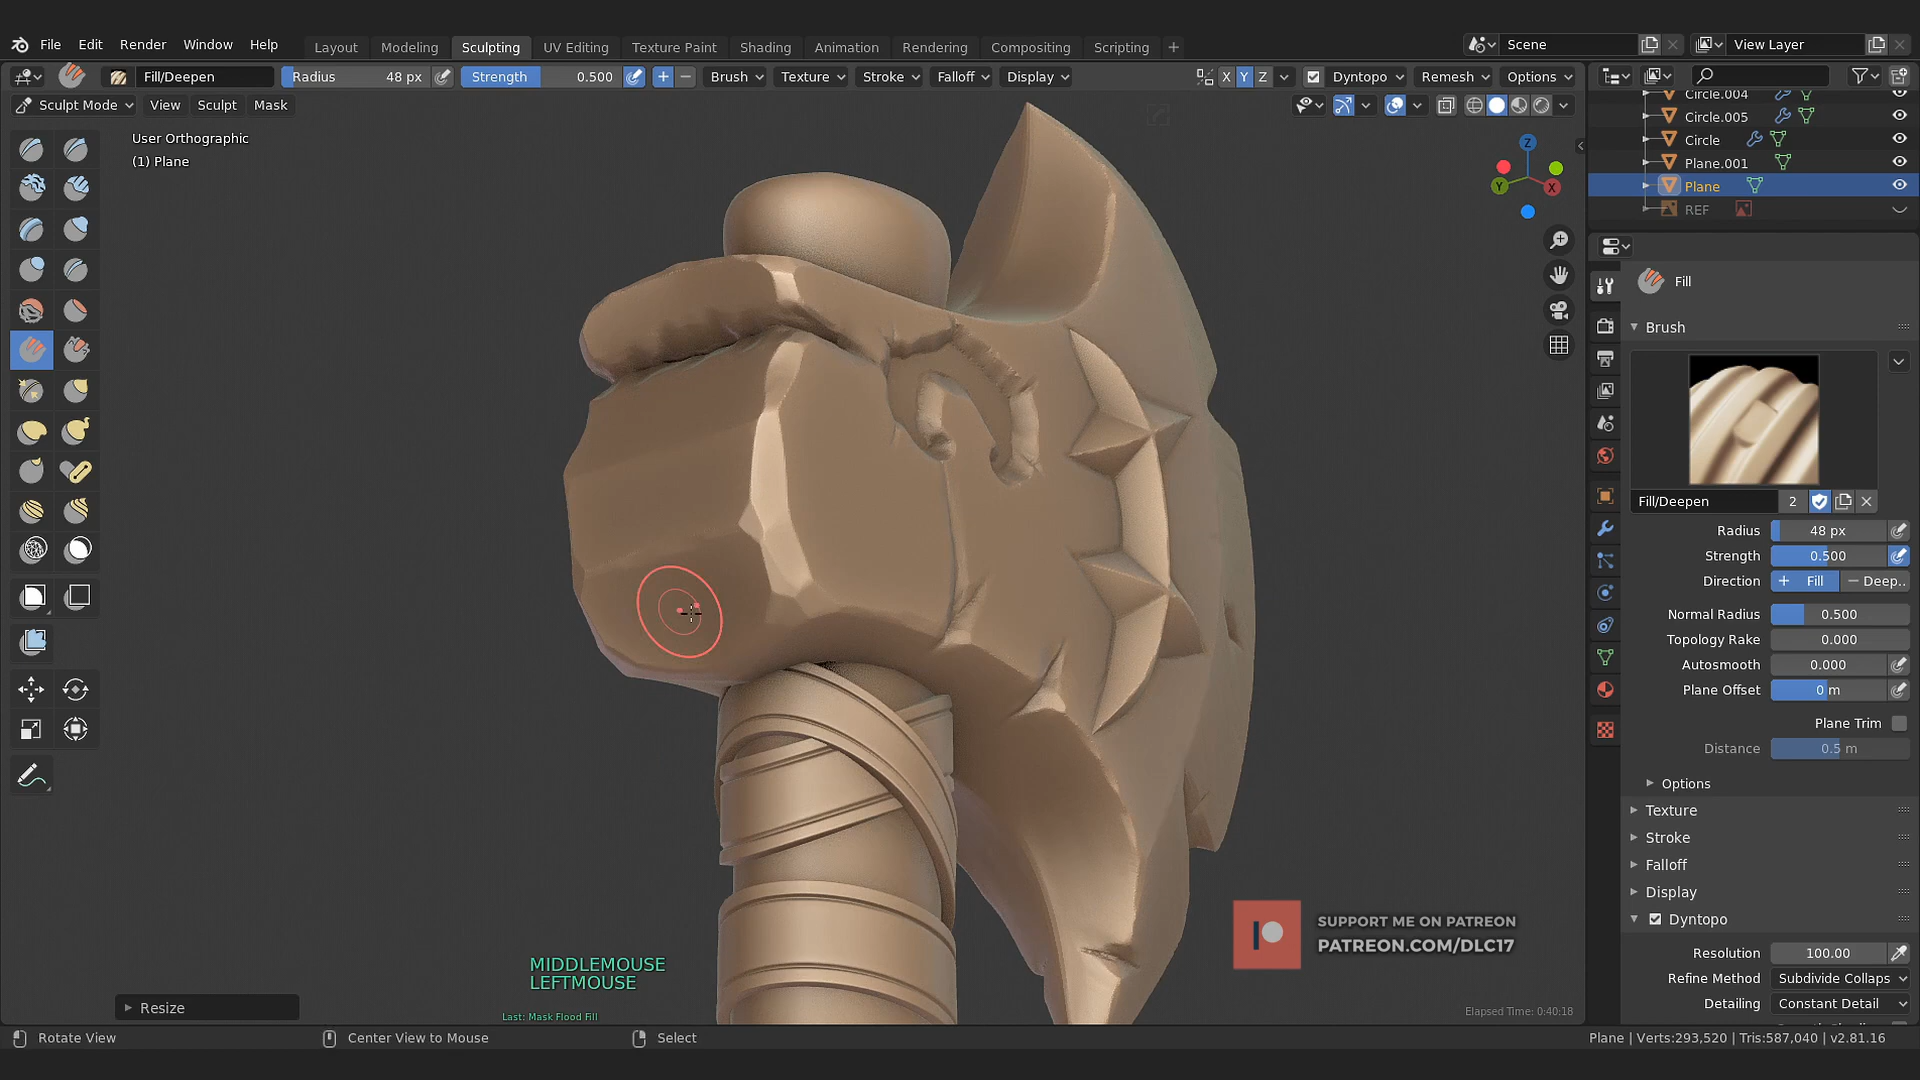 File Edit Render Window Help
Layout Modeling Sculpting UV Editing Texture Paint Shading Animation Rendering Compositing Scripting +
Scene
View Layer
Fill/Deepen
Radius 48 px
Strength 0.500
Brush Texture Stroke Falloff Display
X Y Z
Dyntopo Remesh Options
Sculpt Mode View Sculpt Mask
User Orthographic
(1) Plane
Z
Y
X
Circle.004
Circle.005
Circle
Plane.001
Plane
REF
Fill
Brush
Fill/Deepen 2
Radius 48 px
Strength 0.500
Direction + Fill − Deep..
Normal Radius 0.500
Topology Rake 0.000
Autosmooth 0.000
Plane Offset 0 m
Plane Trim
Distance 0.5 m
Options
Texture
Stroke
Falloff
Display
Dyntopo
Resolution 100.00
Refine Method Subdivide Collaps
Detailing Constant Detail
SUPPORT ME ON PATREON
PATREON.COM/DLC17
MIDDLEMOUSE
LEFTMOUSE
Last: Mask Flood Fill
Resize
Elapsed Time: 0:40:18
Rotate View
Center View to Mouse
Select
Plane | Verts:293,520 | Tris:587,040 | v2.81.16